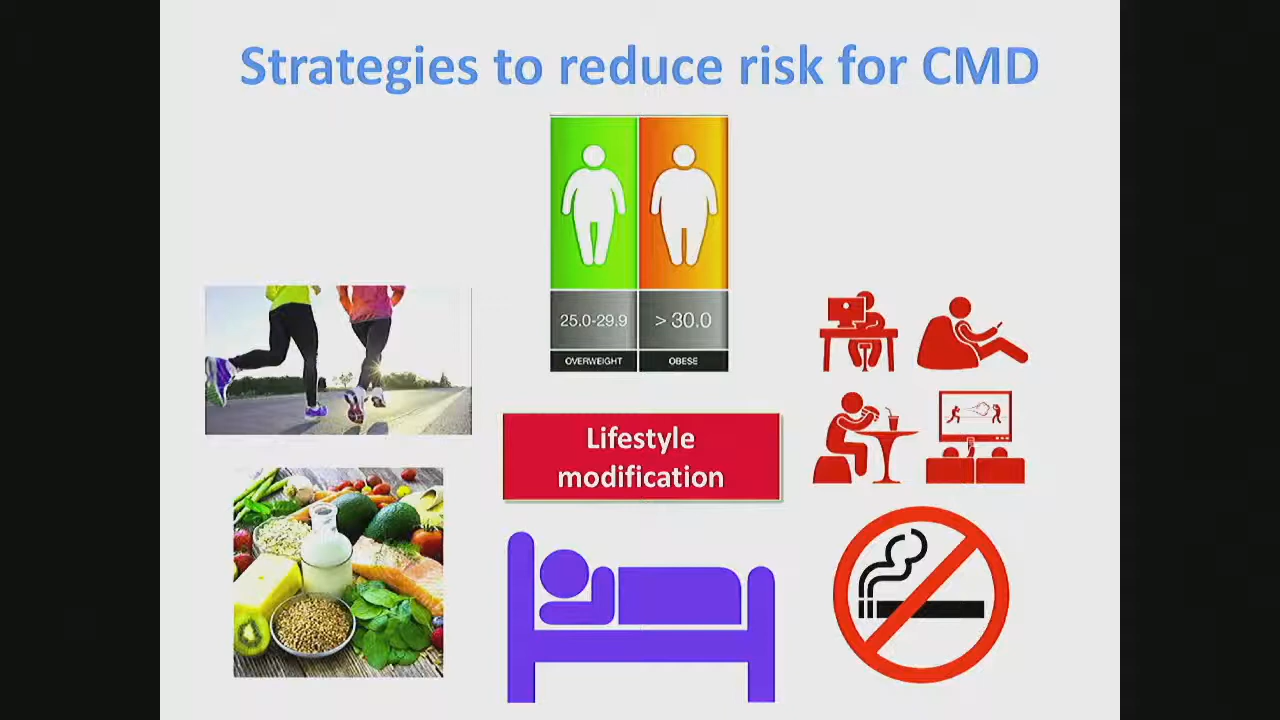 Strategies to reduce risk for CMD
25.0-29.9
> 30.0
OVERWEIGHT
OBESE
Lifestyle
modification